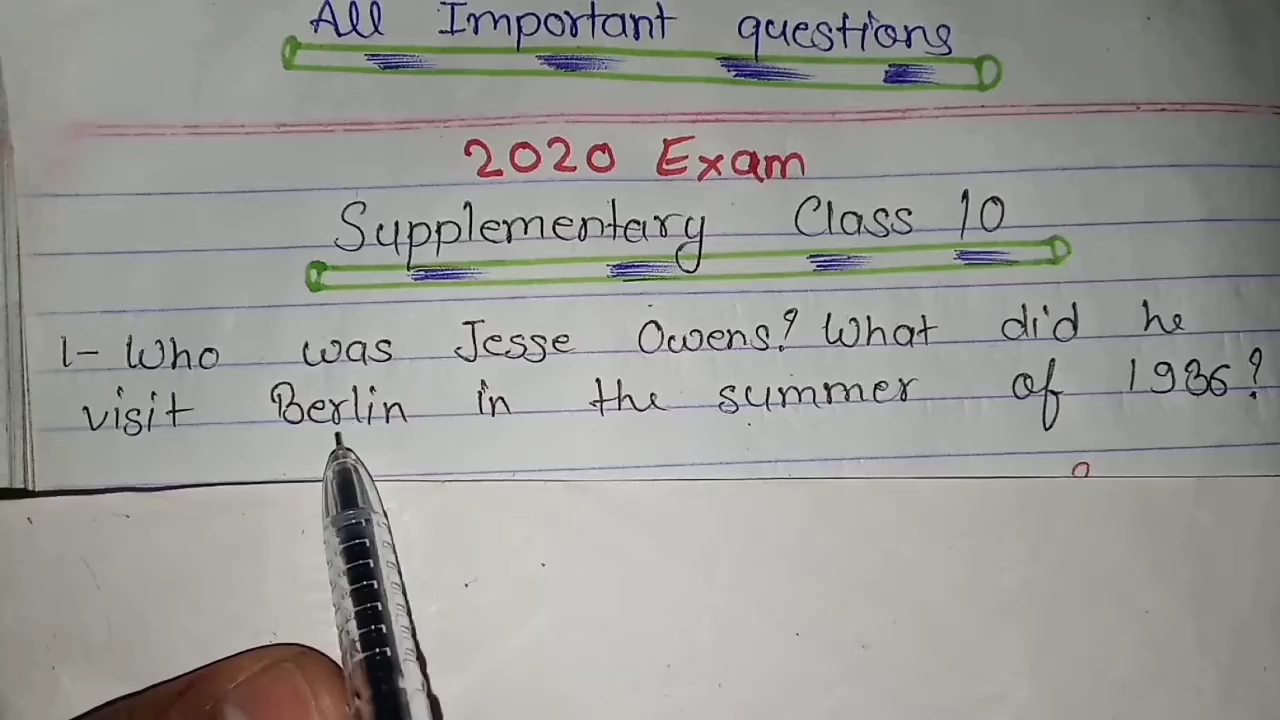 All Important questions
2020 Exam
Supplementary Class 10
1- Who was Jesse Owens? What did he
visit Berlin in the summer of 1936?